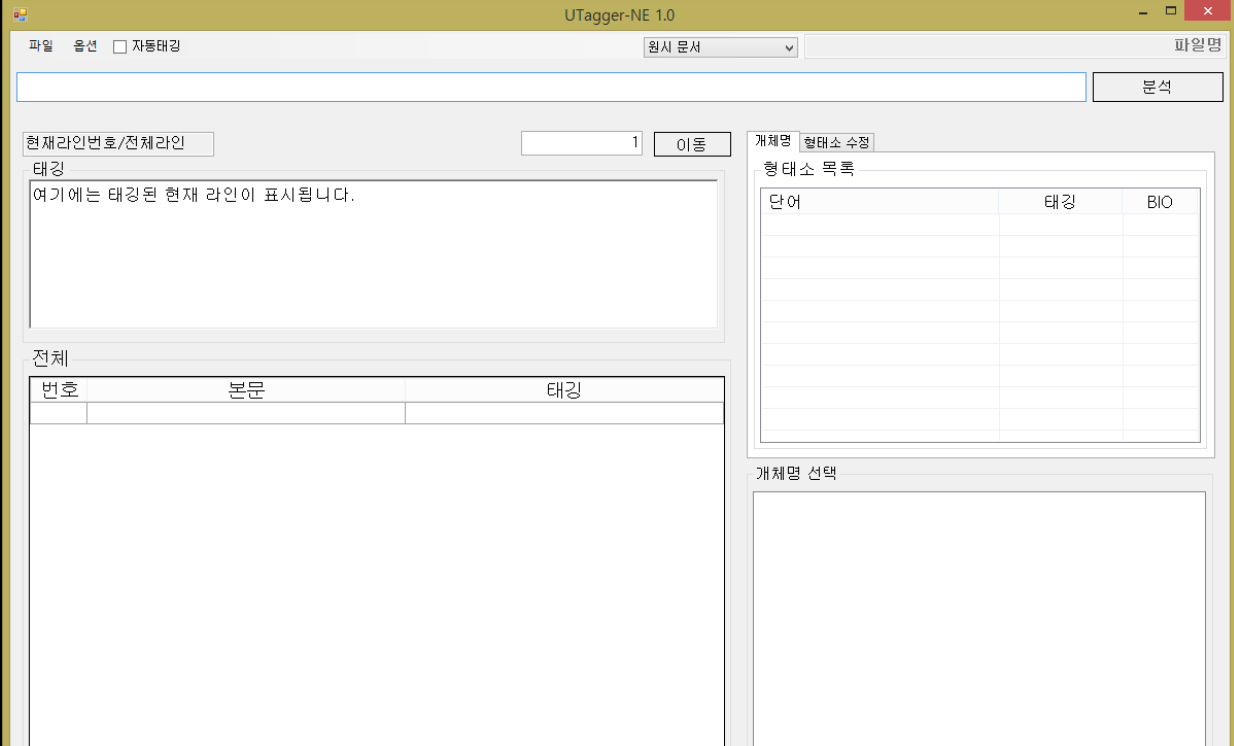 UTagger-NE 1.0
파일 옵션 자동태깅 원시 문서 파일명
분석
현재라인번호/전체라인 1 이동
태깅
여기에는 태깅된 현재 라인이 표시됩니다.
전체
번호 본문 태깅
개체명 형태소 수정
형태소 목록
단어 태깅 BIO
개체명 선택